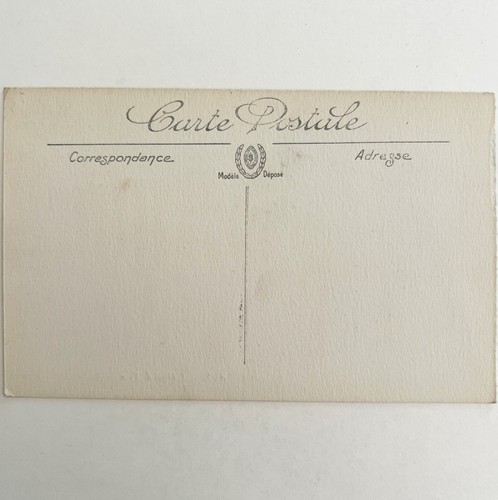 Carte Postale
Correspondance
Adresse
Modèle Déposé